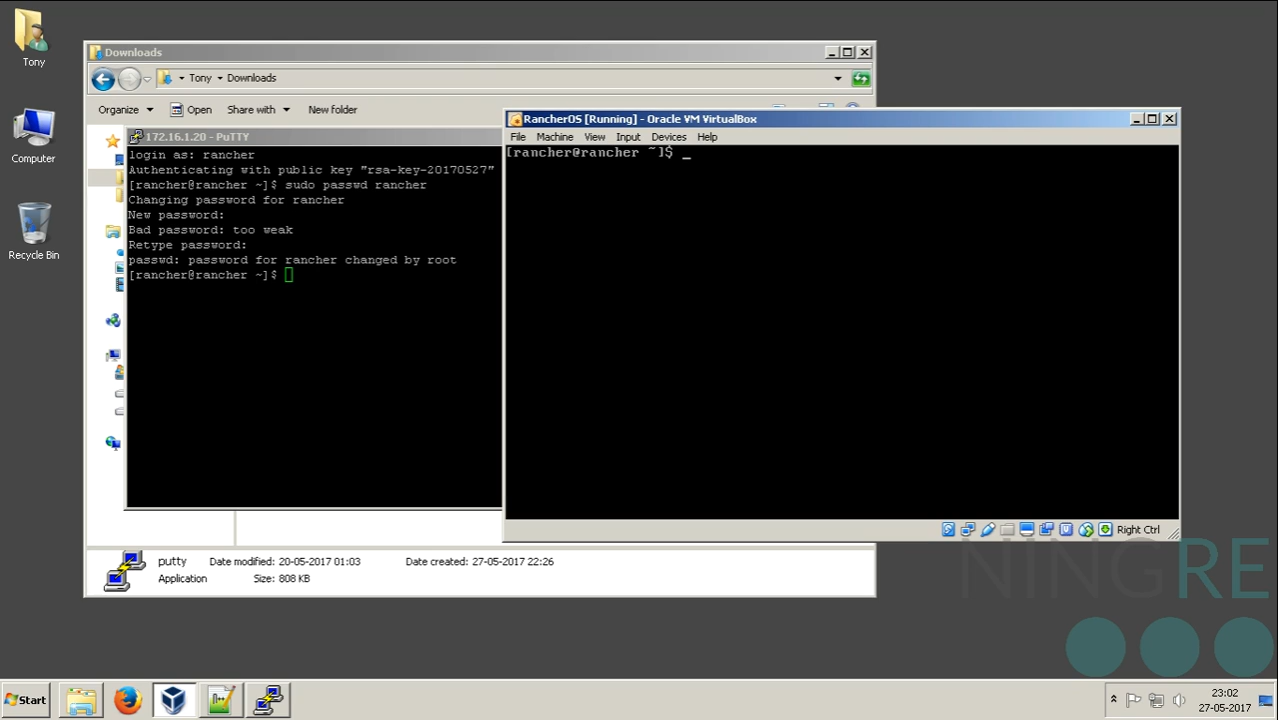 Tony
Computer
Recycle Bin
Downloads
Tony Downloads
Organize Open Share with New folder
172.16.1.20 - PuTTY
login as: rancher
Authenticating with public key "rsa-key-20170527"
[rancher@rancher ~]$ sudo passwd rancher
Changing password for rancher
New password:
Bad password: too weak
Retype password:
passwd: password for rancher changed by root
[rancher@rancher ~]$
RancherOS [Running] - Oracle VM VirtualBox
File Machine View Input Devices Help
[rancher@rancher ~]$ _
Right Ctrl
putty Date modified: 20-05-2017 01:03 Date created: 27-05-2017 22:26
Application Size: 808 KB
NINGRE
Start
23:02
27-05-2017